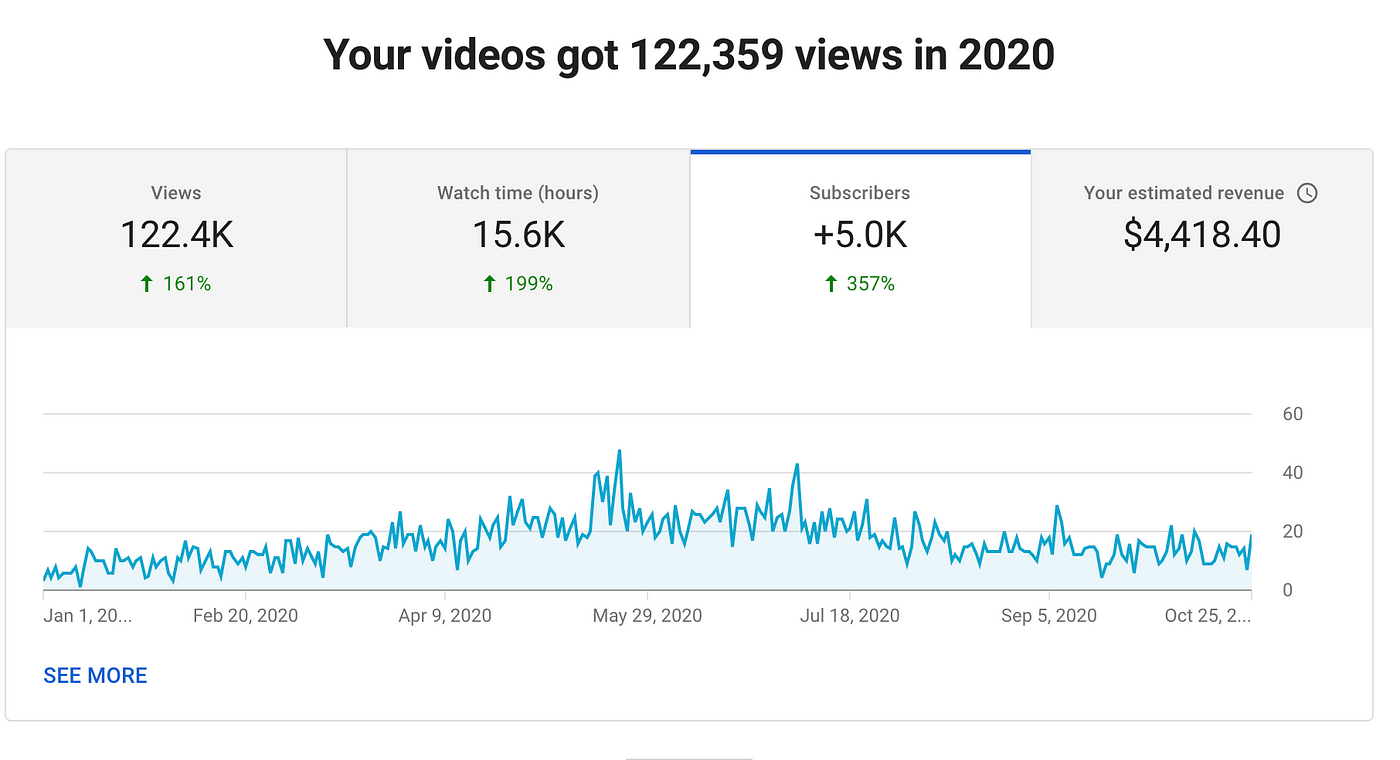 Your videos got 122,359 views in 2020
Views
122.4K
↑ 161%
Watch time (hours)
15.6K
↑ 199%
Subscribers
+5.0K
↑ 357%
Your estimated revenue
$4,418.40
60
40
20
0
Jan 1, 20... Feb 20, 2020 Apr 9, 2020 May 29, 2020 Jul 18, 2020 Sep 5, 2020 Oct 25, 2...
SEE MORE